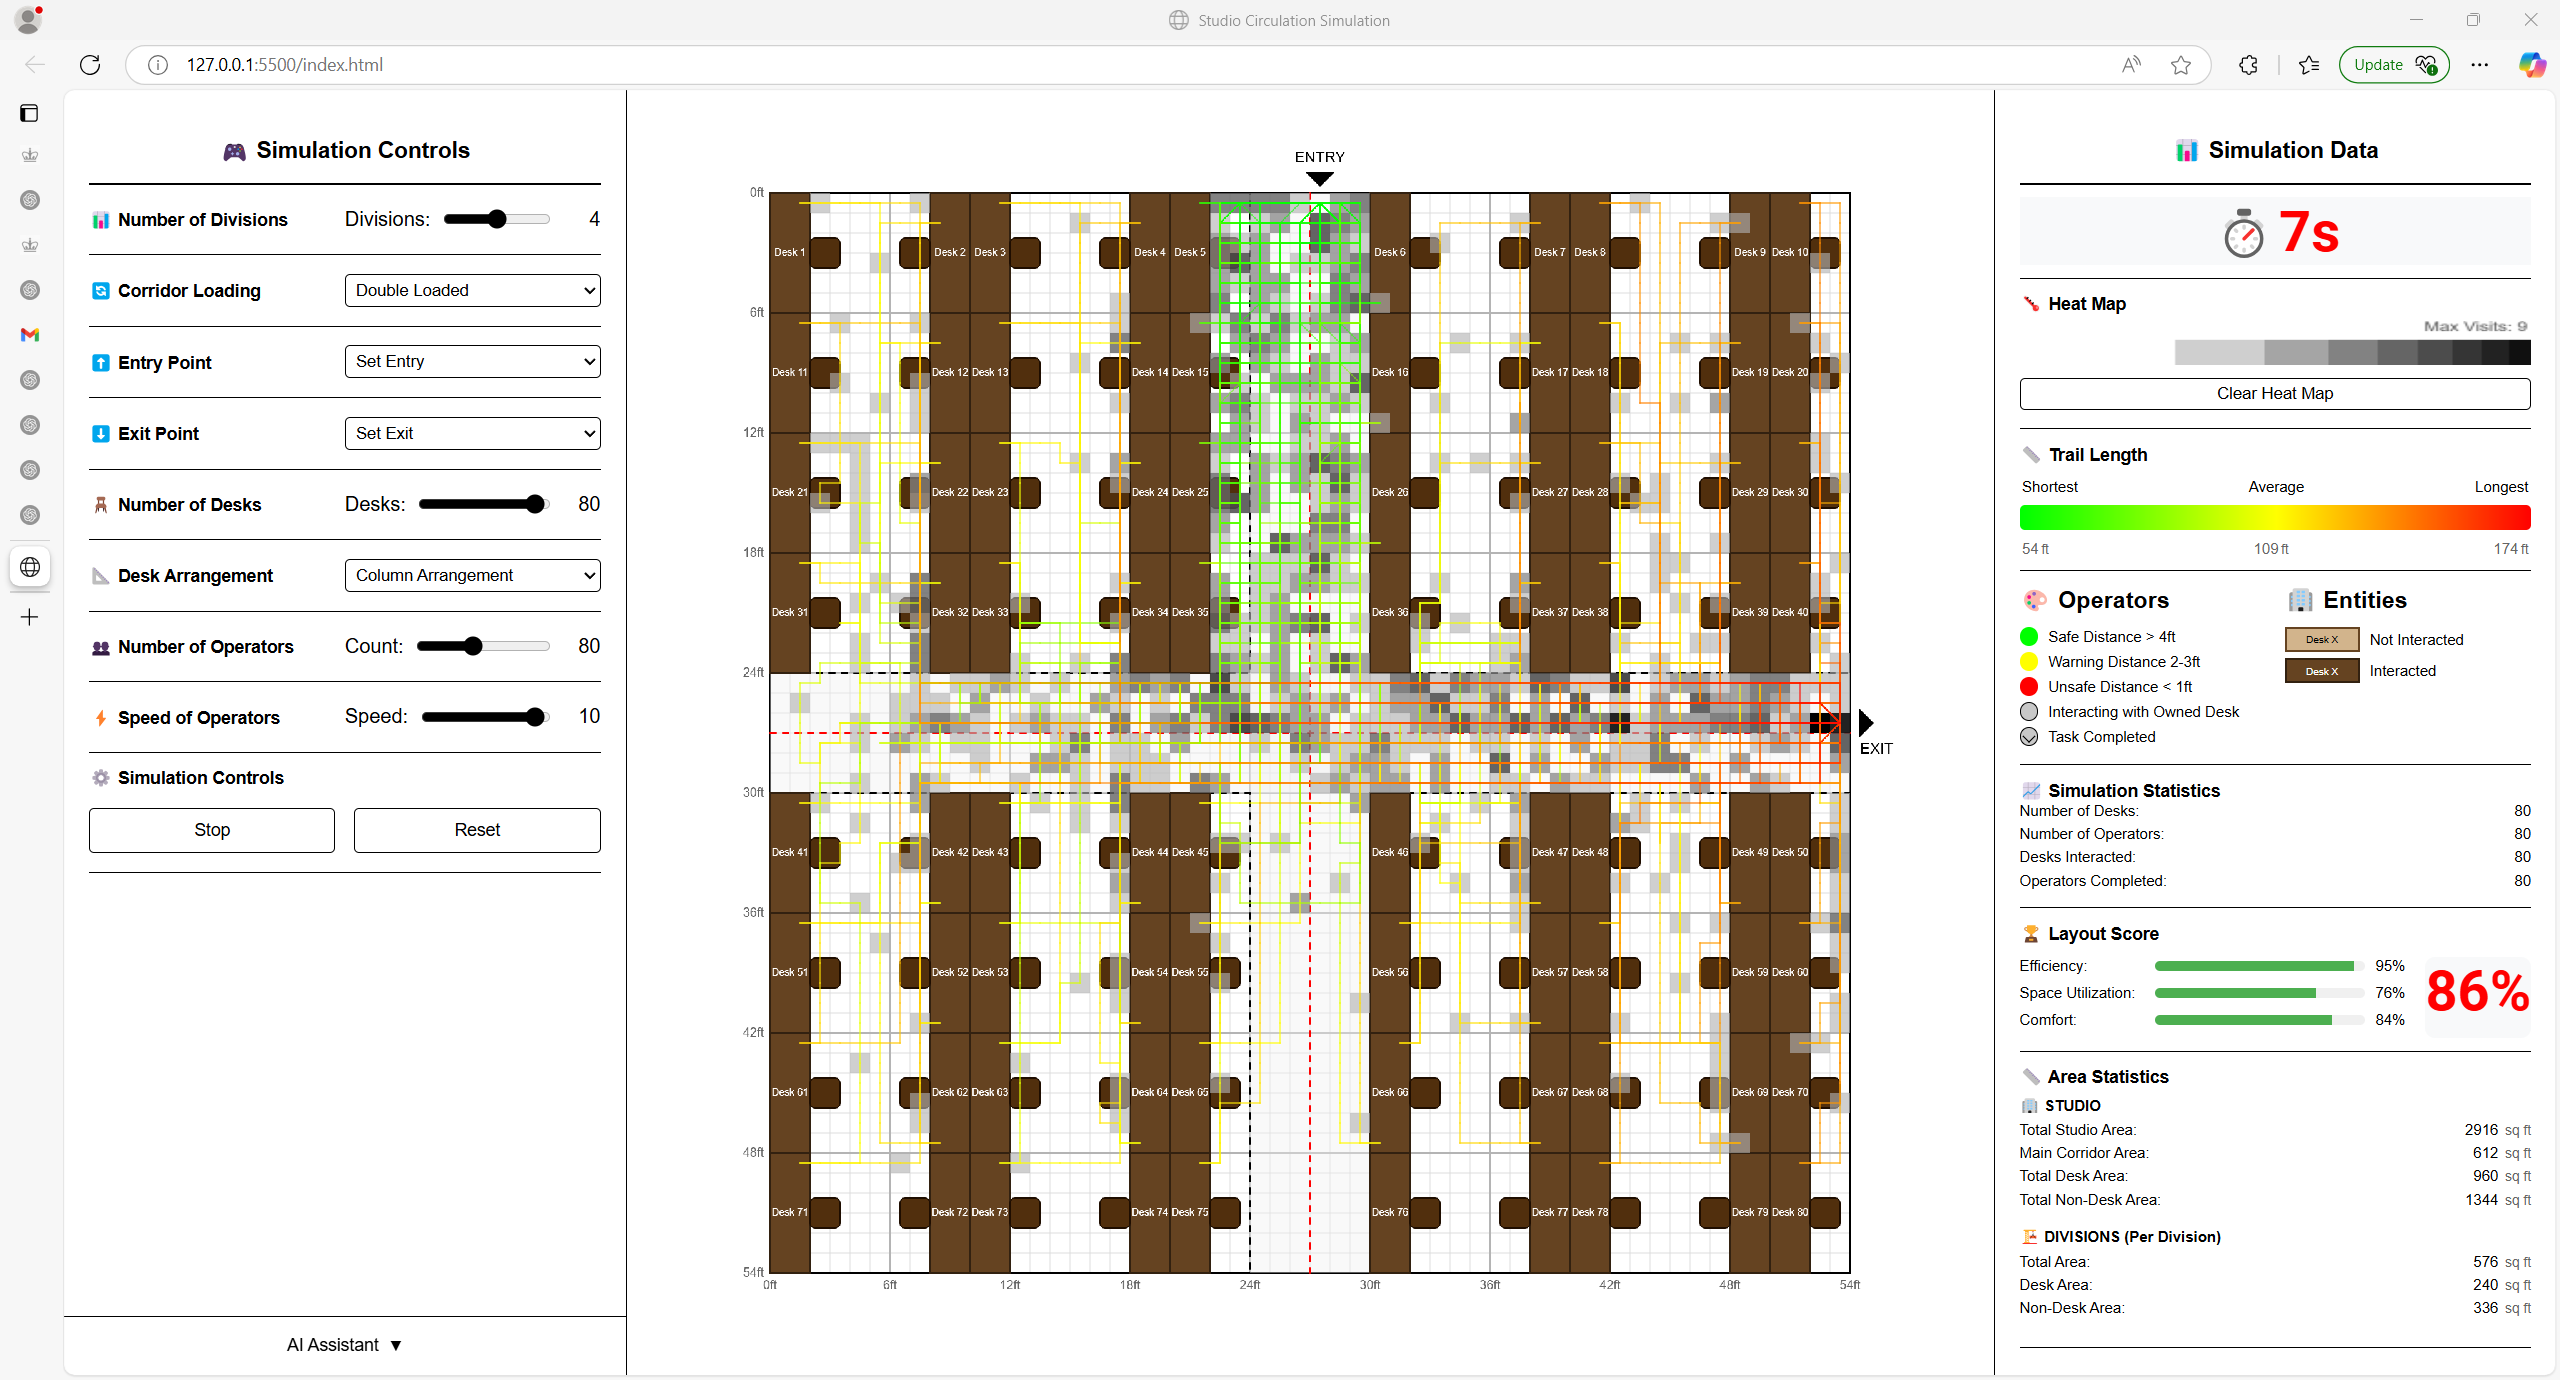 Studio Circulation Simulation
127.0.0.1:5500/index.html
Update
Simulation Controls
Number of Divisions
Divisions:
4
Corridor Loading
Double Loaded
Entry Point
Set Entry
Exit Point
Set Exit
Number of Desks
Desks:
80
Desk Arrangement
Column Arrangement
Number of Operators
Count:
80
Speed of Operators
Speed:
10
Simulation Controls
Stop
Reset
AI Assistant ▼
ENTRY
0ft
Desk 1
Desk 2
Desk 3
Desk 4
Desk 5
Desk 6
Desk 7
Desk 8
Desk 9
Desk 10
6ft
Desk 11
Desk 12
Desk 13
Desk 14
Desk 15
Desk 16
Desk 17
Desk 18
Desk 19
Desk 20
12ft
Desk 21
Desk 22
Desk 23
Desk 24
Desk 25
Desk 26
Desk 27
Desk 28
Desk 29
Desk 30
18ft
Desk 31
Desk 32
Desk 33
Desk 34
Desk 35
Desk 36
Desk 37
Desk 38
Desk 39
Desk 40
24ft
EXIT
30ft
Desk 41
Desk 42
Desk 43
Desk 44
Desk 45
Desk 46
Desk 47
Desk 48
Desk 49
Desk 50
36ft
Desk 51
Desk 52
Desk 53
Desk 54
Desk 55
Desk 56
Desk 57
Desk 58
Desk 59
Desk 60
42ft
Desk 61
Desk 62
Desk 63
Desk 64
Desk 65
Desk 66
Desk 67
Desk 68
Desk 69
Desk 70
48ft
Desk 71
Desk 72
Desk 73
Desk 74
Desk 75
Desk 76
Desk 77
Desk 78
Desk 79
Desk 80
54ft
0ft
6ft
12ft
18ft
24ft
30ft
36ft
42ft
48ft
54ft
Simulation Data
7s
Heat Map
Max Visits: 9
Clear Heat Map
Trail Length
Shortest
Average
Longest
54 ft
109 ft
174 ft
Operators
Safe Distance > 4ft
Warning Distance 2-3ft
Unsafe Distance < 1ft
Interacting with Owned Desk
Task Completed
Entities
Desk X
Not Interacted
Desk X
Interacted
Simulation Statistics
Number of Desks:
80
Number of Operators:
80
Desks Interacted:
80
Operators Completed:
80
Layout Score
Efficiency:
95%
Space Utilization:
76%
Comfort:
84%
86%
Area Statistics
STUDIO
Total Studio Area:
2916 sq ft
Main Corridor Area:
612 sq ft
Total Desk Area:
960 sq ft
Total Non-Desk Area:
1344 sq ft
DIVISIONS (Per Division)
Total Area:
576 sq ft
Desk Area:
240 sq ft
Non-Desk Area:
336 sq ft